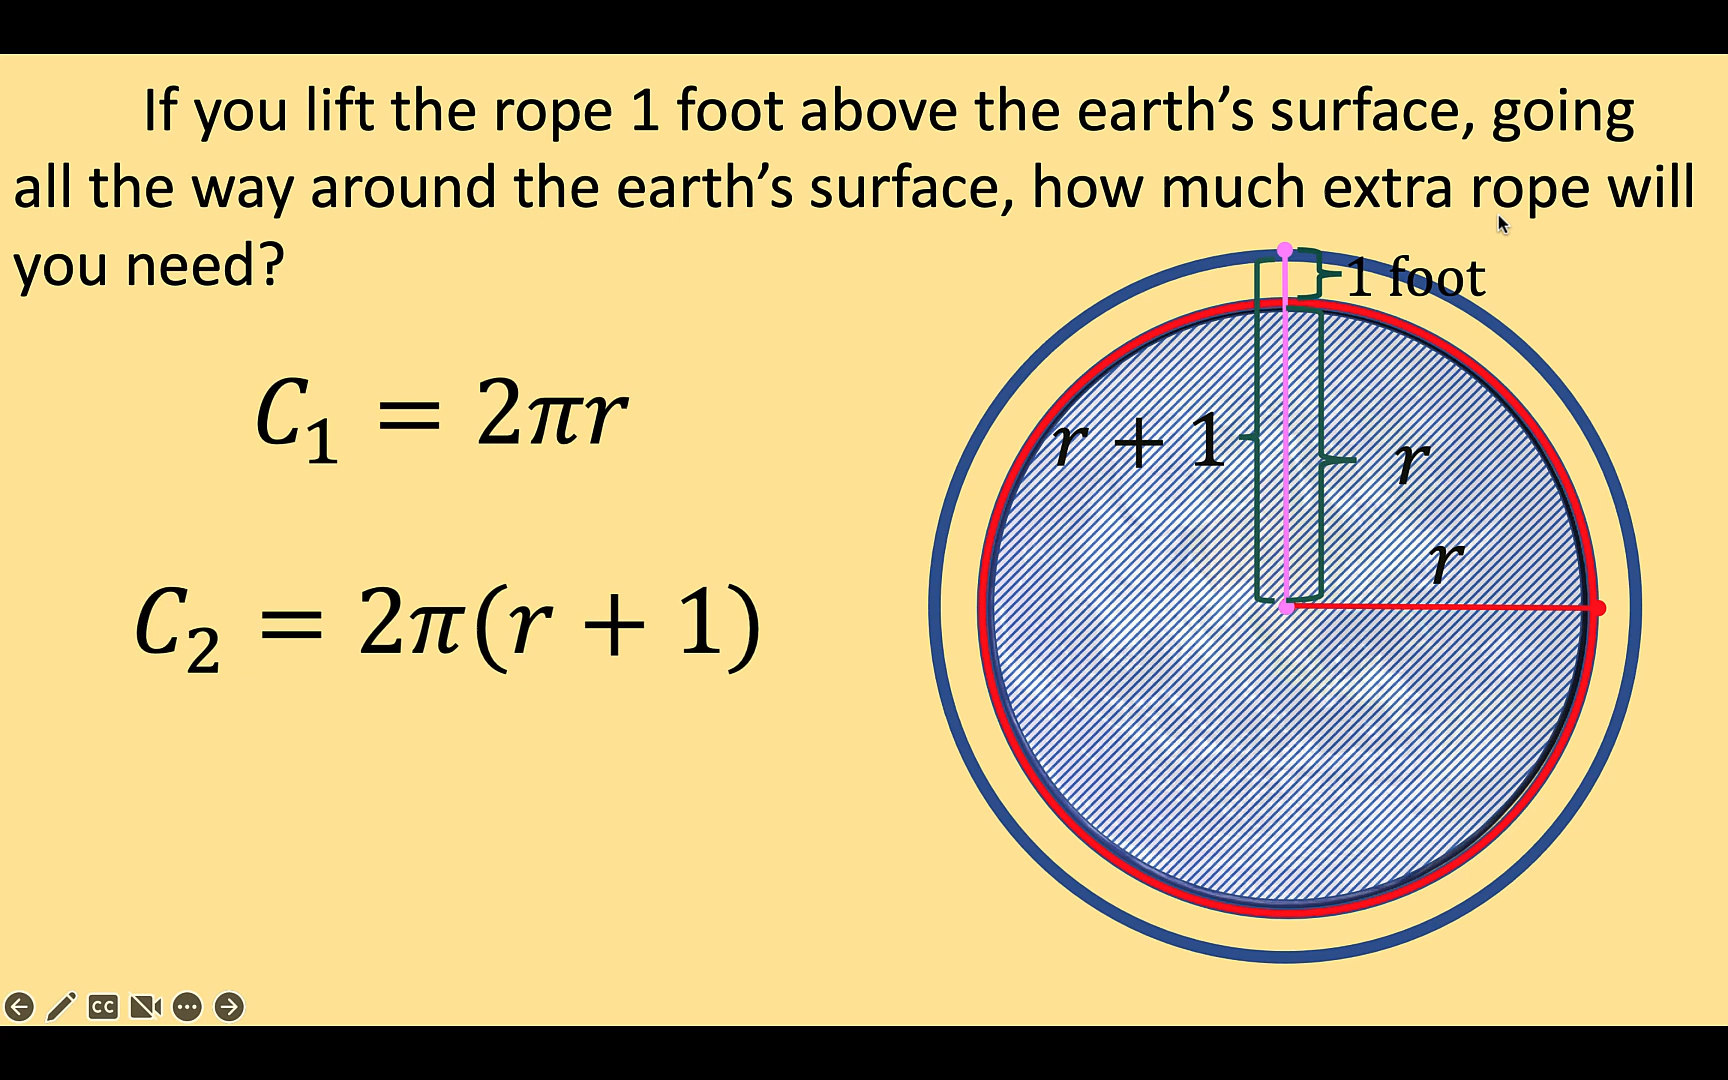 If you lift the rope 1 foot above the earth’s surface, going
all the way around the earth’s surface, how much extra rope will
you need?
1 foot
C₁ = 2πr
r + 1
r
r
C₂ = 2π(r + 1)
CC